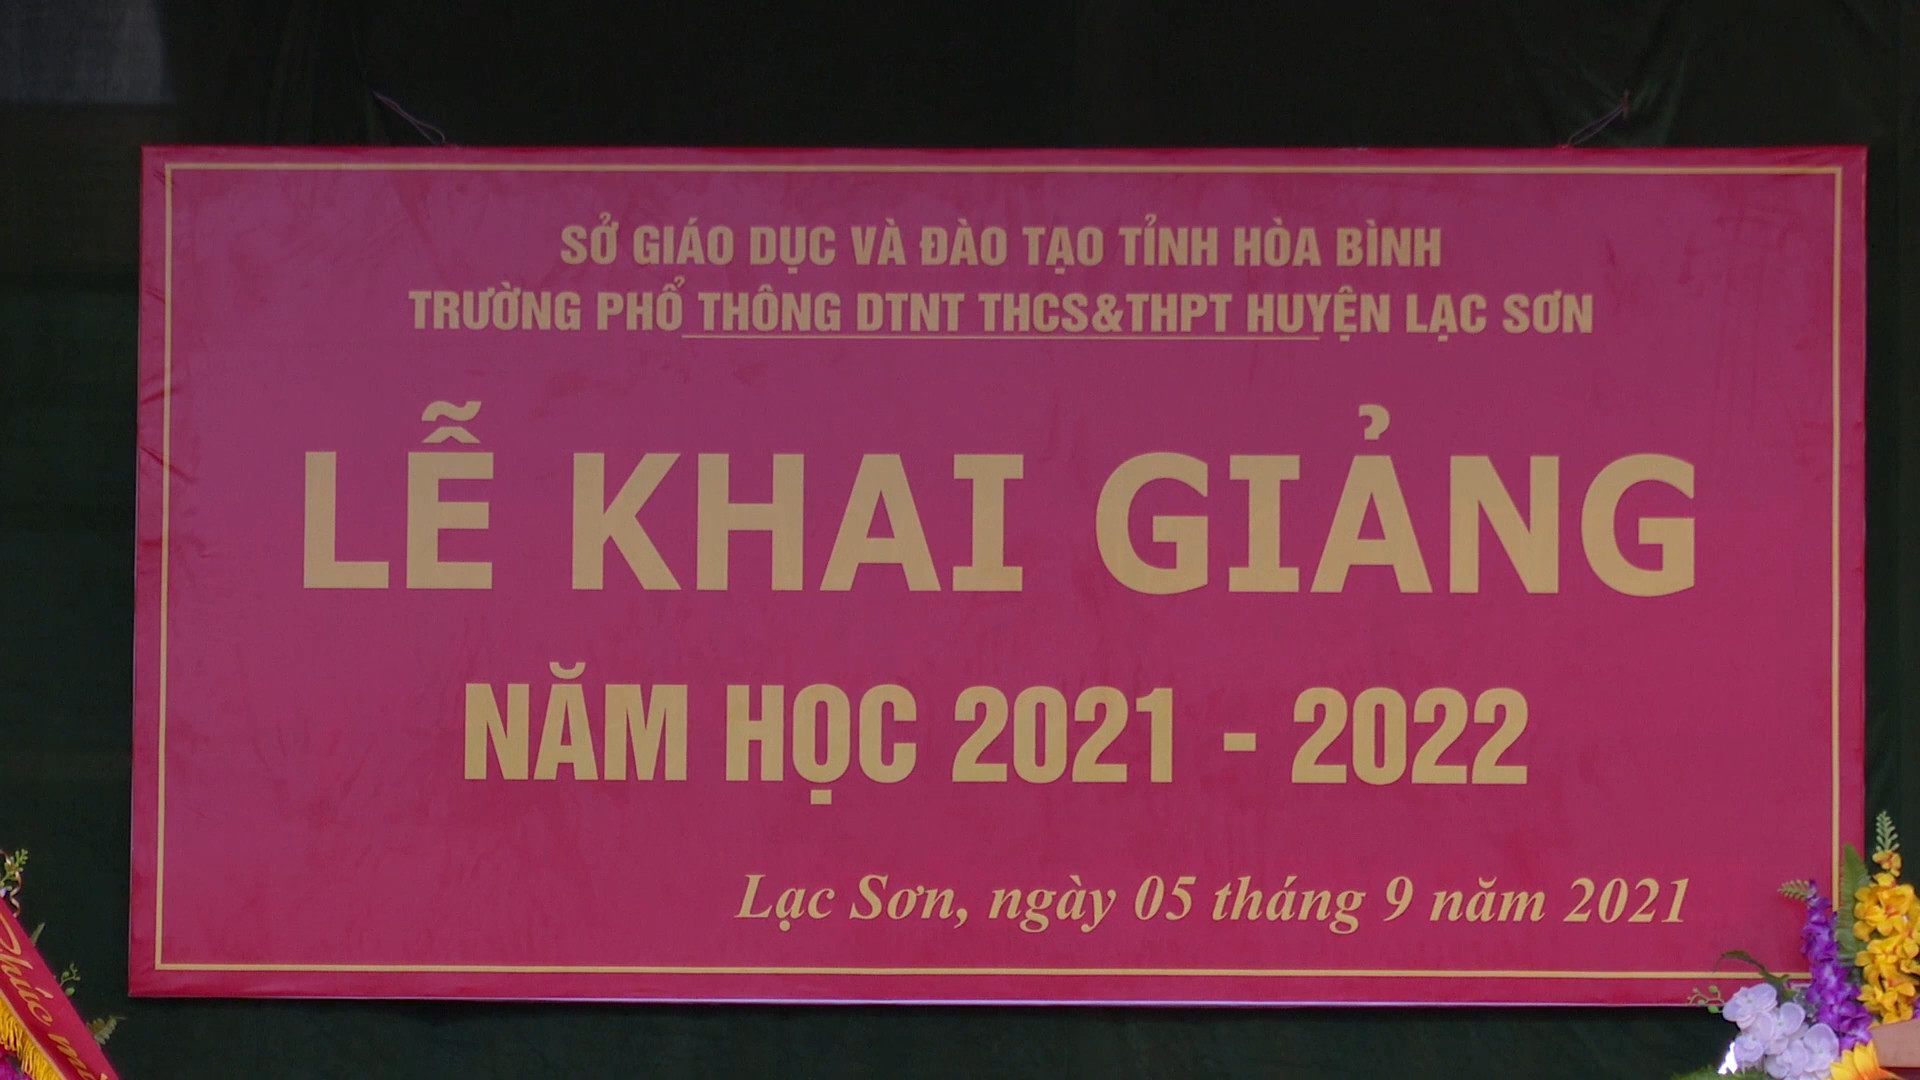 SỞ GIÁO DỤC VÀ ĐÀO TẠO TỈNH HÒA BÌNH
TRƯỜNG PHỔ THÔNG DTNT THCS&THPT HUYỆN LẠC SƠN
LỄ KHAI GIẢNG
NĂM HỌC 2021 - 2022
Lạc Sơn, ngày 05 tháng 9 năm 2021
Chúc